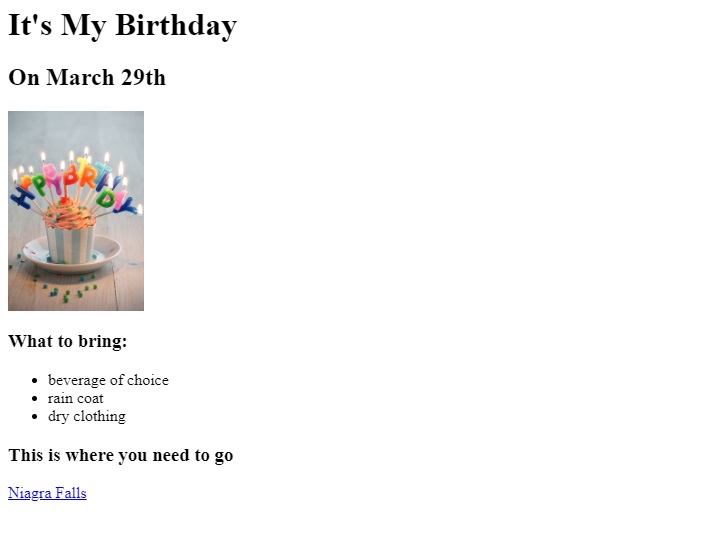 It's My Birthday
On March 29th
HAPPY BIRTHDAY
What to bring:
beverage of choice
rain coat
dry clothing
This is where you need to go
Niagra Falls